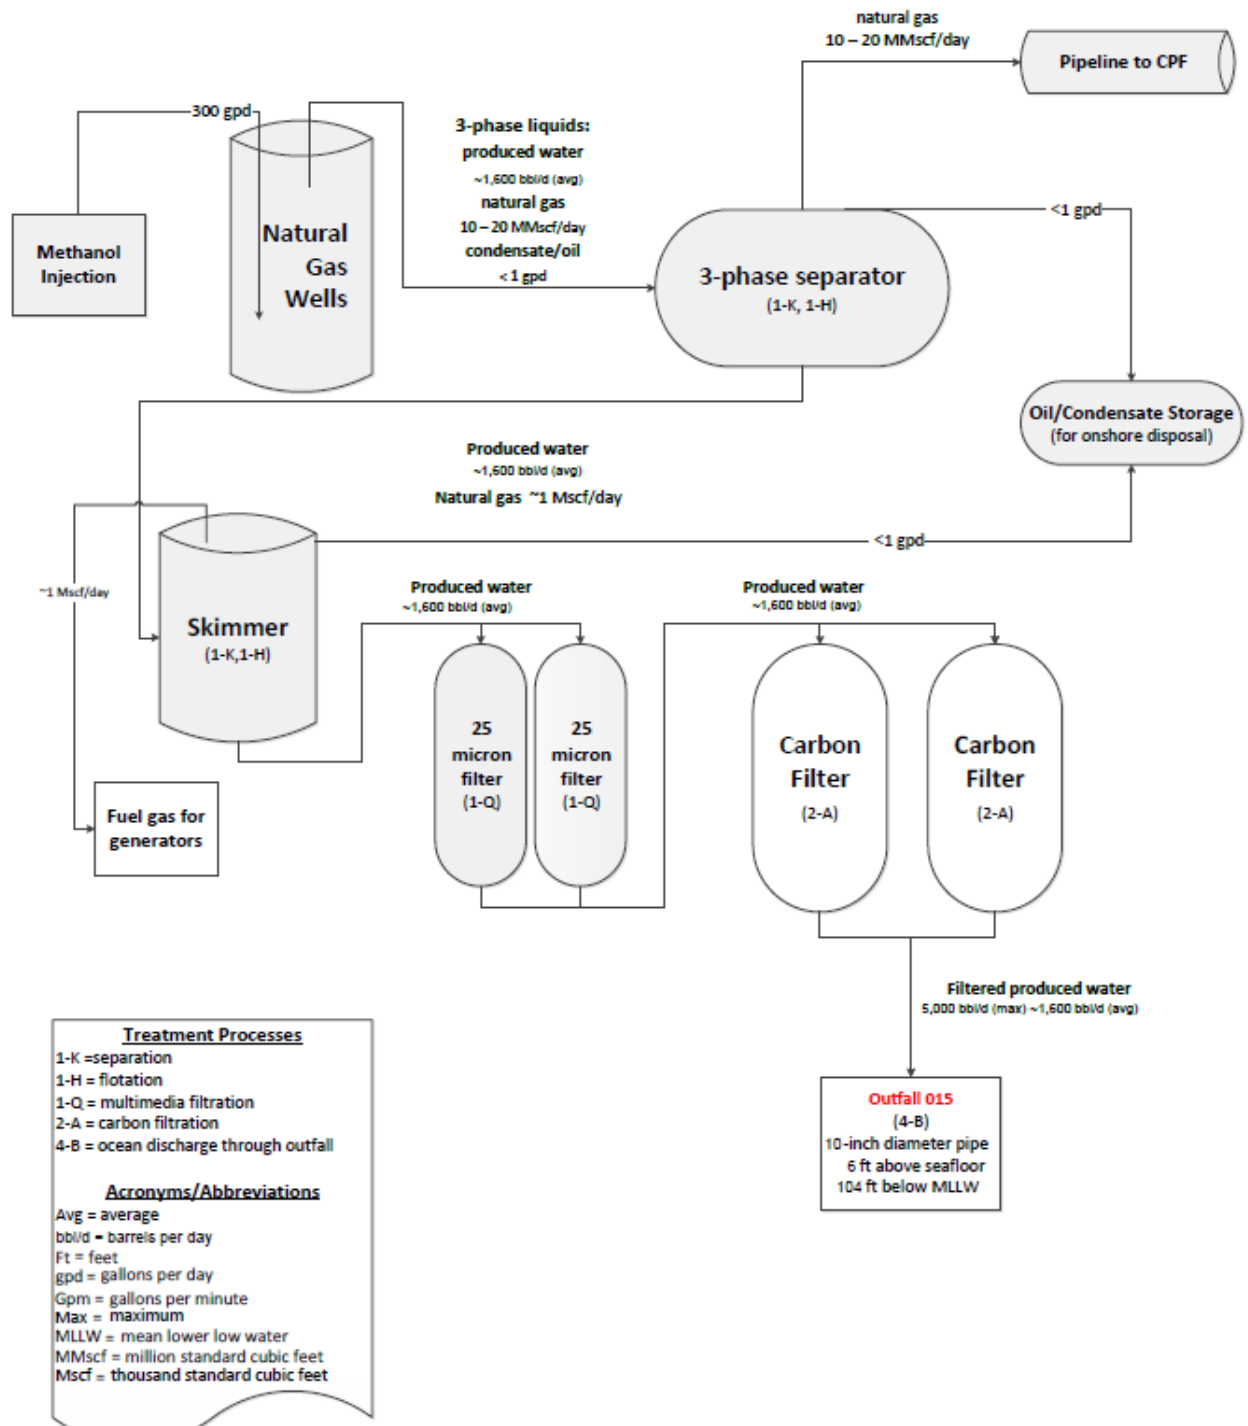 natural gas
10 – 20 MMscf/day
Pipeline to CPF
300 gpd
3-phase liquids:
produced water
~1,600 bbl/d (avg)
natural gas
10 – 20 MMscf/day
condensate/oil
< 1 gpd
Methanol
Injection
Natural
Gas
Wells
3-phase separator
(1-K, 1-H)
<1 gpd
Oil/Condensate Storage
(for onshore disposal)
Produced water
~1,600 bbl/d (avg)
Natural gas ~1 Mscf/day
<1 gpd
~1 Mscf/day
Skimmer
(1-K,1-H)
Produced water
~1,600 bbl/d (avg)
Produced water
~1,600 bbl/d (avg)
25
micron
filter
(1-Q)
25
micron
filter
(1-Q)
Carbon
Filter
(2-A)
Carbon
Filter
(2-A)
Fuel gas for
generators
Filtered produced water
5,000 bbl/d (max) ~1,600 bbl/d (avg)
Outfall 015
(4-B)
10-inch diameter pipe
6 ft above seafloor
104 ft below MLLW
Treatment Processes
1-K =separation
1-H = flotation
1-Q = multimedia filtration
2-A = carbon filtration
4-B = ocean discharge through outfall
Acronyms/Abbreviations
Avg = average
bbl/d = barrels per day
Ft = feet
gpd = gallons per day
Gpm = gallons per minute
Max = maximum
MLLW = mean lower low water
MMscf = million standard cubic feet
Mscf = thousand standard cubic feet